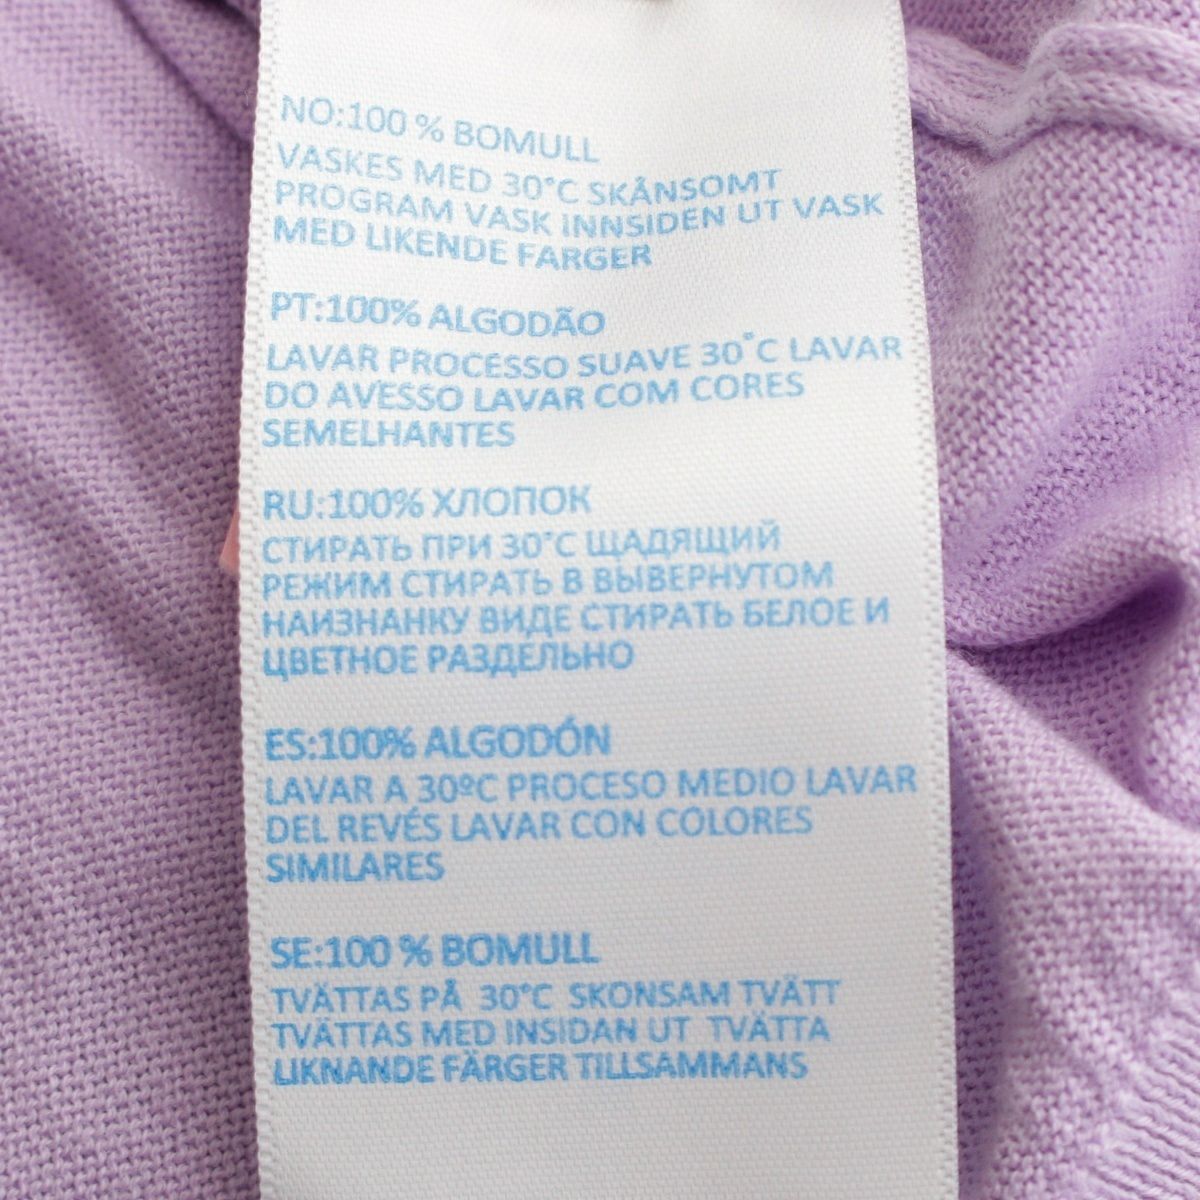 NO:100 % BOMULL
VASKES MED 30°C SKÅNSOMT
PROGRAM VASK INNSIDEN UT VASK
MED LIKENDE FARGER
PT:100% ALGODÃO
LAVAR PROCESSO SUAVE 30°C LAVAR
DO AVESSO LAVAR COM CORES
SEMELHANTES
RU:100% ХЛОПОК
СТИРАТЬ ПРИ 30°C ЩАДЯЩИЙ
РЕЖИМ СТИРАТЬ В ВЫВЕРНУТОМ
НАИЗНАНКУ ВИДЕ СТИРАТЬ БЕЛОЕ И
ЦВЕТНОЕ РАЗДЕЛЬНО
ES:100% ALGODÓN
LAVAR A 30ºC PROCESO MEDIO LAVAR
DEL REVÉS LAVAR CON COLORES
SIMILARES
SE:100 % BOMULL
TVÄTTAS PÅ 30°C SKONSAM TVÄTT
TVÄTTAS MED INSIDAN UT TVÄTTA
LIKNANDE FÄRGER TILLSAMMANS